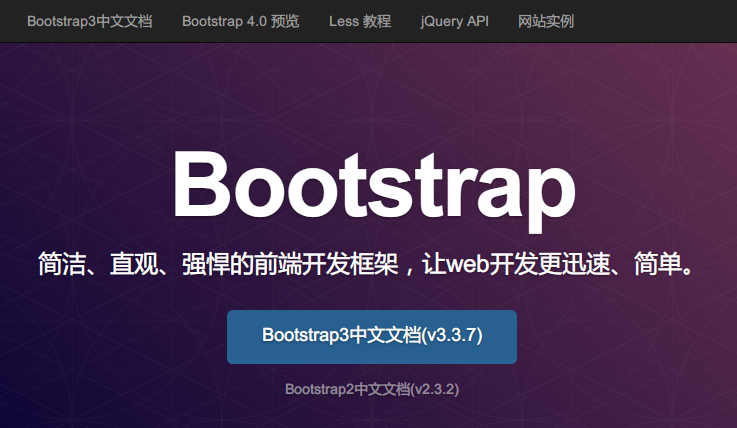 Bootstrap3中文文档 Bootstrap 4.0 预览 Less 教程 jQuery API 网站实例
Bootstrap
简洁、直观、强悍的前端开发框架，让web开发更迅速、简单。
Bootstrap3中文文档(v3.3.7)
Bootstrap2中文文档(v2.3.2)